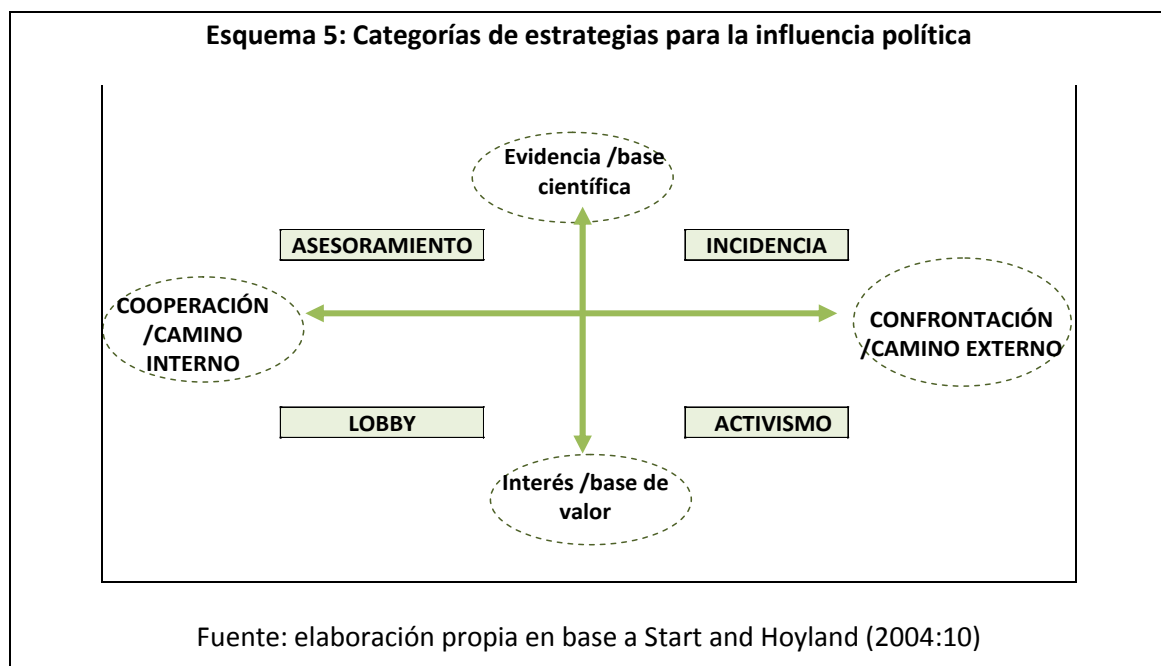 Esquema 5: Categorías de estrategias para la influencia política
Evidencia /base
científica
ASESORAMIENTO
INCIDENCIA
COOPERACIÓN
/CAMINO
INTERNO
CONFRONTACIÓN
/CAMINO EXTERNO
LOBBY
ACTIVISMO
Interés /base de
valor
Fuente: elaboración propia en base a Start and Hoyland (2004:10)